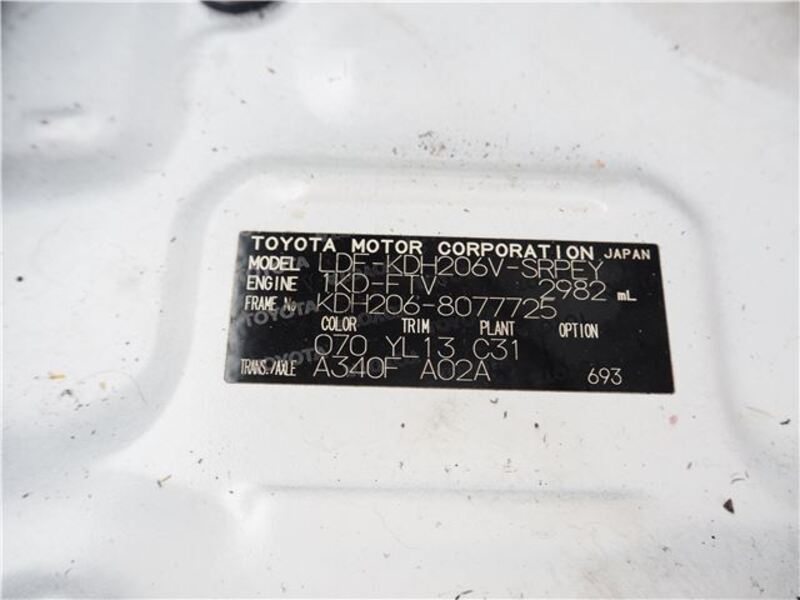 TOYOTA MOTOR CORPORATION JAPAN
MODEL LDF-KDH206V-SRPEY
ENGINE 1KD-FTV 2982 mL
FRAME No. KDH206-8077725
COLOR TRIM PLANT OPTION
070 YL13 C31
TRANS./AXLE A340F A02A 693